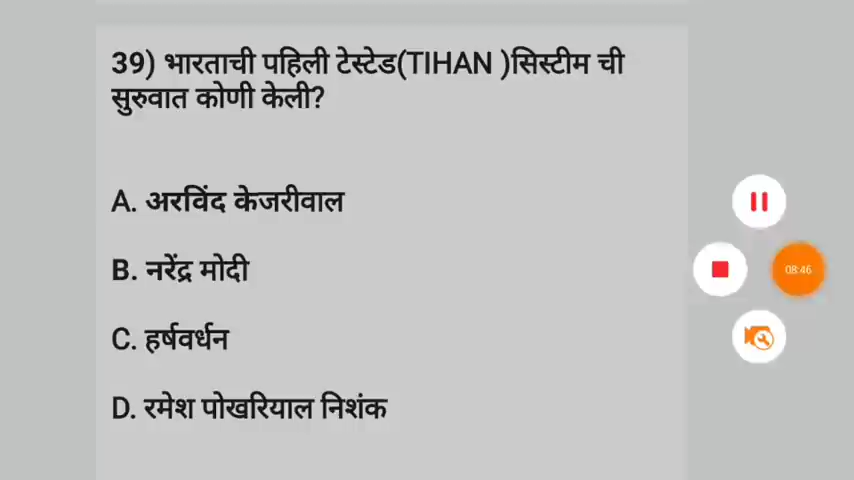 39) भारताची पहिली टेस्टेड(TIHAN )सिस्टीम ची
सुरुवात कोणी केली?
A. अरविंद केजरीवाल
B. नरेंद्र मोदी
C. हर्षवर्धन
D. रमेश पोखरियाल निशंक
08:46